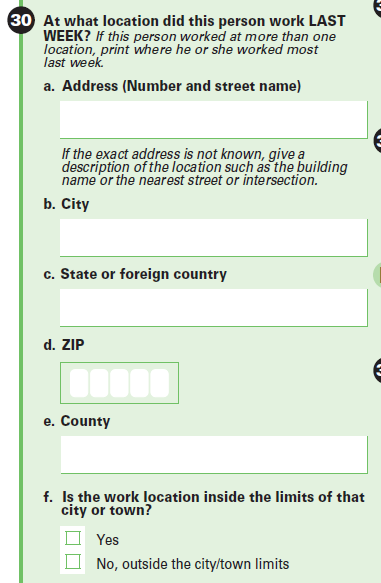 30 At what location did this person work LAST
WEEK? If this person worked at more than one
location, print where he or she worked most
last week.
a. Address (Number and street name)
If the exact address is not known, give a
description of the location such as the building
name or the nearest street or intersection.
b. City
c. State or foreign country
d. ZIP
e. County
f. Is the work location inside the limits of that
city or town?
Yes
No, outside the city/town limits